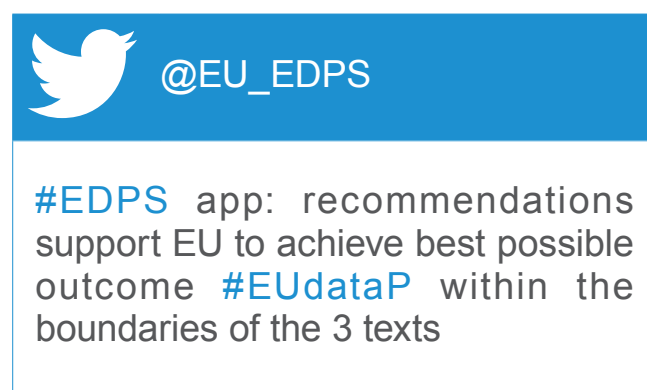 @EU_EDPS
#EDPS app: recommendations
support EU to achieve best possible
outcome #EUdataP within the
boundaries of the 3 texts